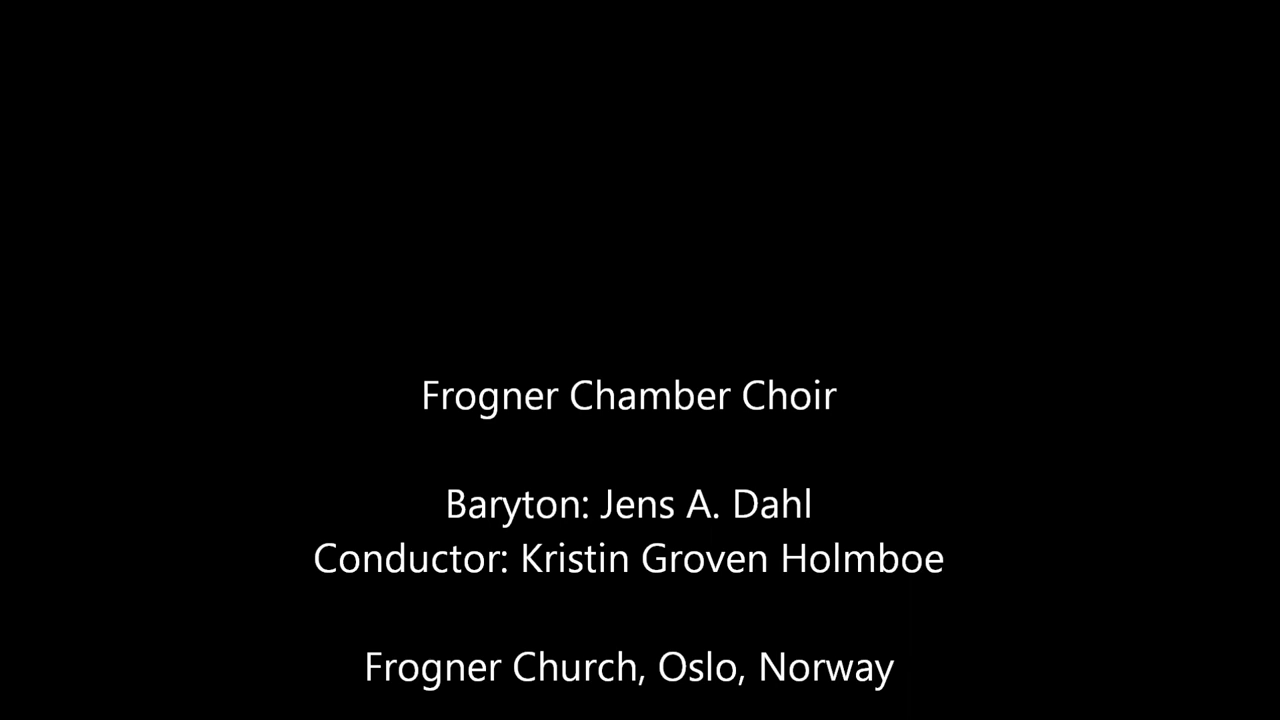 Frogner Chamber Choir
Baryton: Jens A. Dahl
Conductor: Kristin Groven Holmboe
Frogner Church, Oslo, Norway